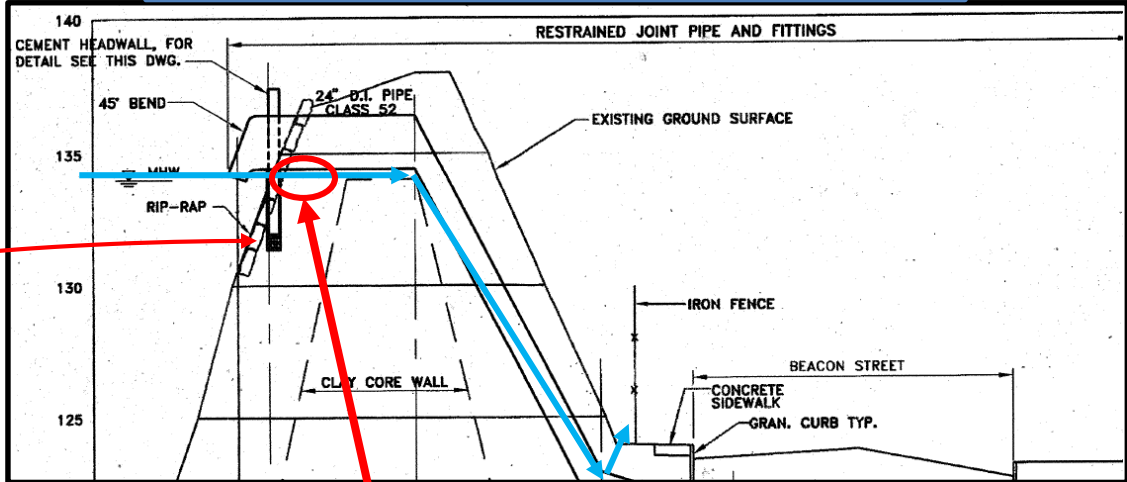 140
RESTRAINED JOINT PIPE AND FITTINGS
CEMENT HEADWALL, FOR
DETAIL SEE THIS DWG.
24" D.I. PIPE
CLASS 52
45° BEND
EXISTING GROUND SURFACE
135
MHW
RIP-RAP
130
IRON FENCE
BEACON STREET
CLAY CORE WALL
CONCRETE
SIDEWALK
GRAN. CURB TYP.
125